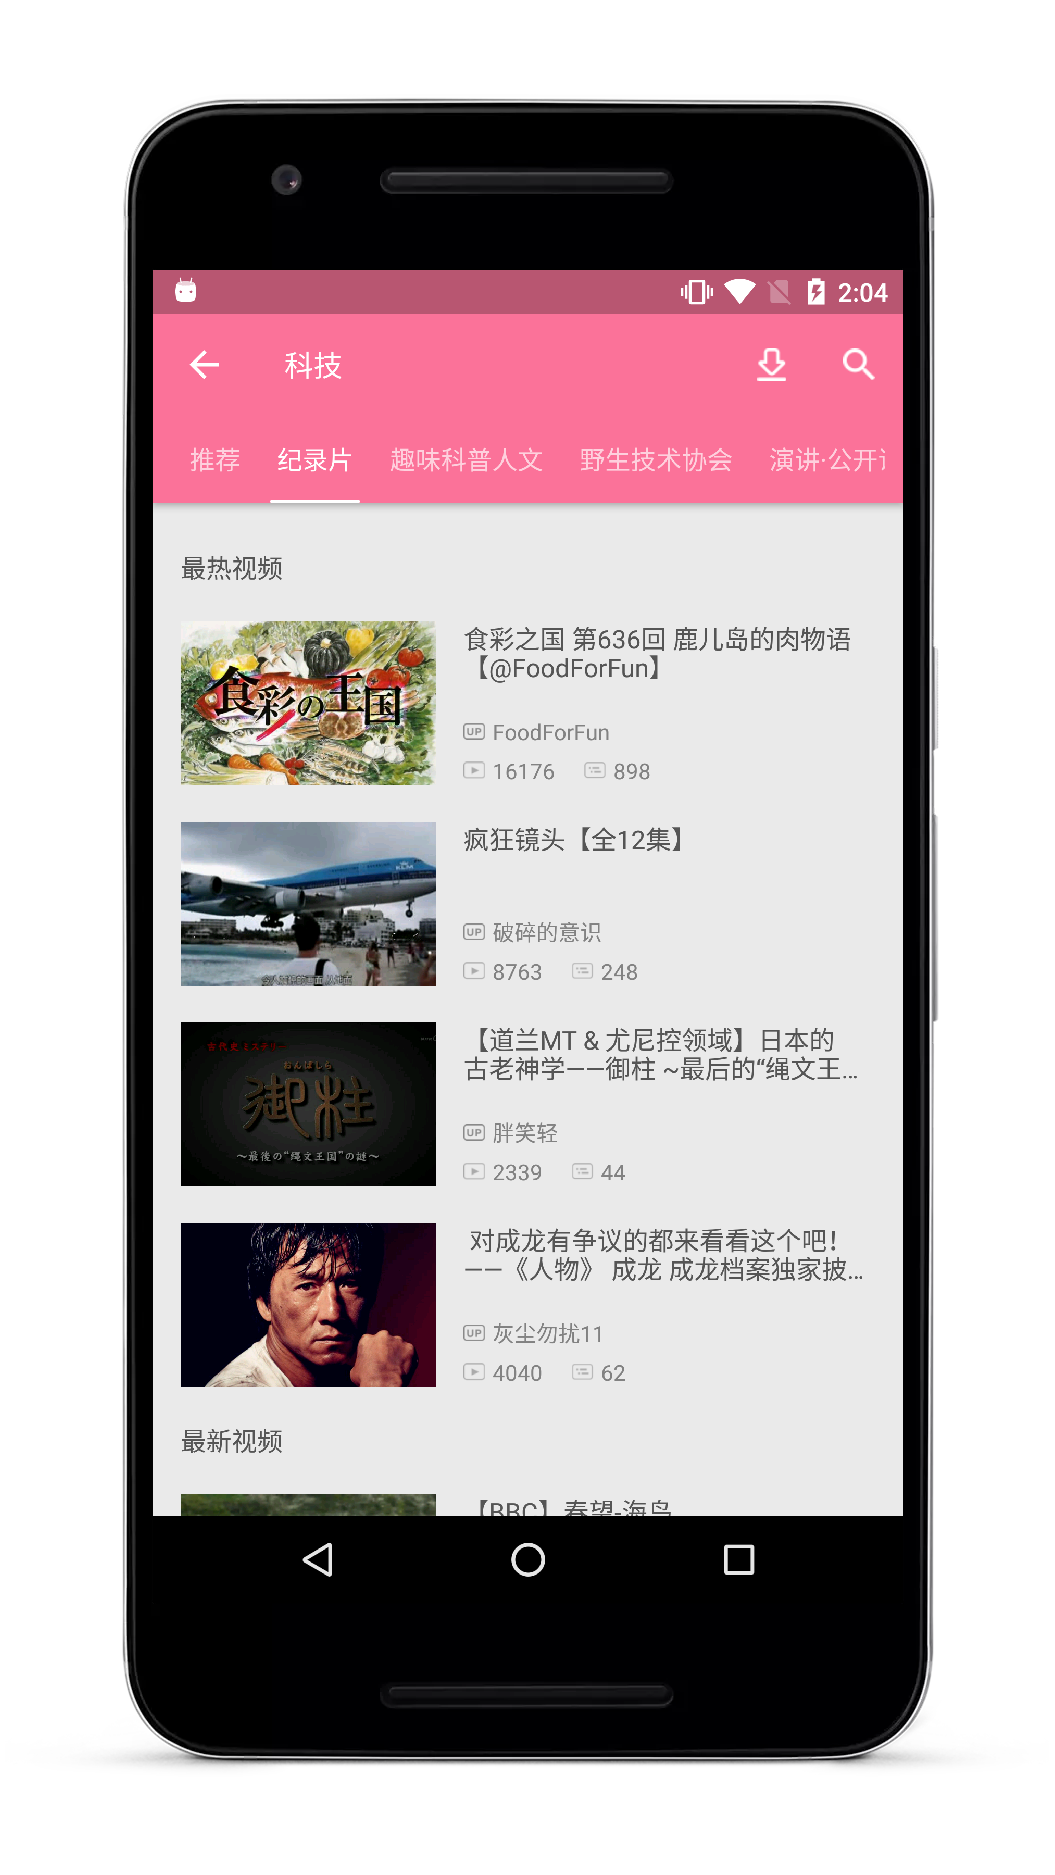 2:04
科技
推荐 纪录片 趣味科普人文 野生技术协会 演讲·公开
最热视频
食彩の王国
食彩之国 第636回 鹿儿岛的肉物语
【@FoodForFun】
UP FoodForFun
16176 898
KLM
疯狂镜头【全12集】
UP 破碎的意识
8763 248
古代史ミステリー
おんばしら
御柱
～最後の“縄文王国”の謎～
【道兰MT & 尤尼控领域】日本的
古老神学——御柱 ~最后的“绳文王...
UP 胖笑轻
2339 44
对成龙有争议的都来看看这个吧！
——《人物》 成龙 成龙档案独家披...
UP 灰尘勿扰11
4040 62
最新视频
【BBC】春望-海鸟